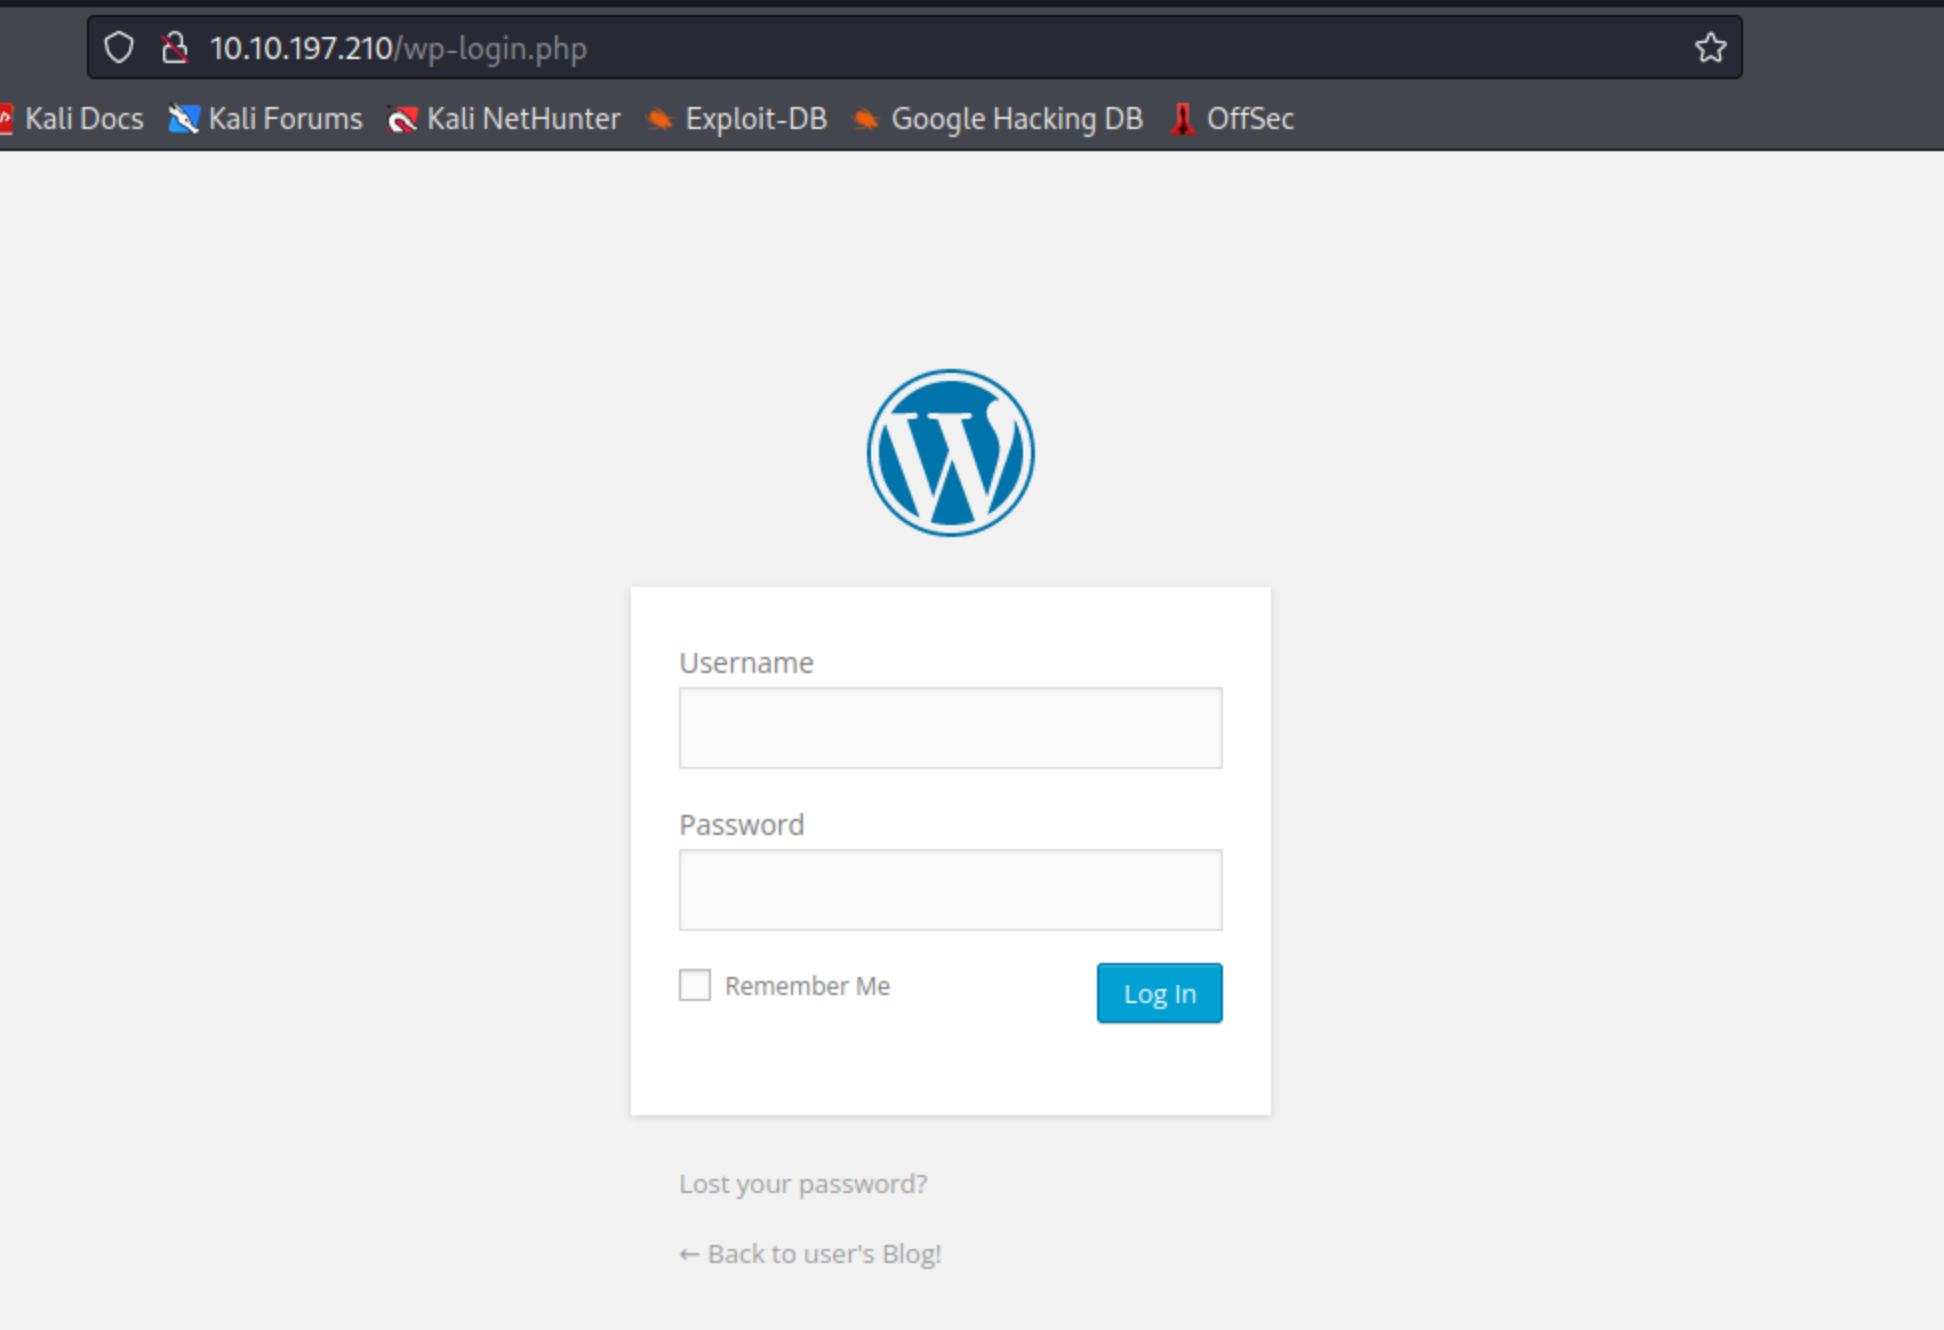 10.10.197.210/wp-login.php
Kali Docs Kali Forums Kali NetHunter Exploit-DB Google Hacking DB OffSec
Username
Password
Remember Me Log In
Lost your password?
← Back to user's Blog!